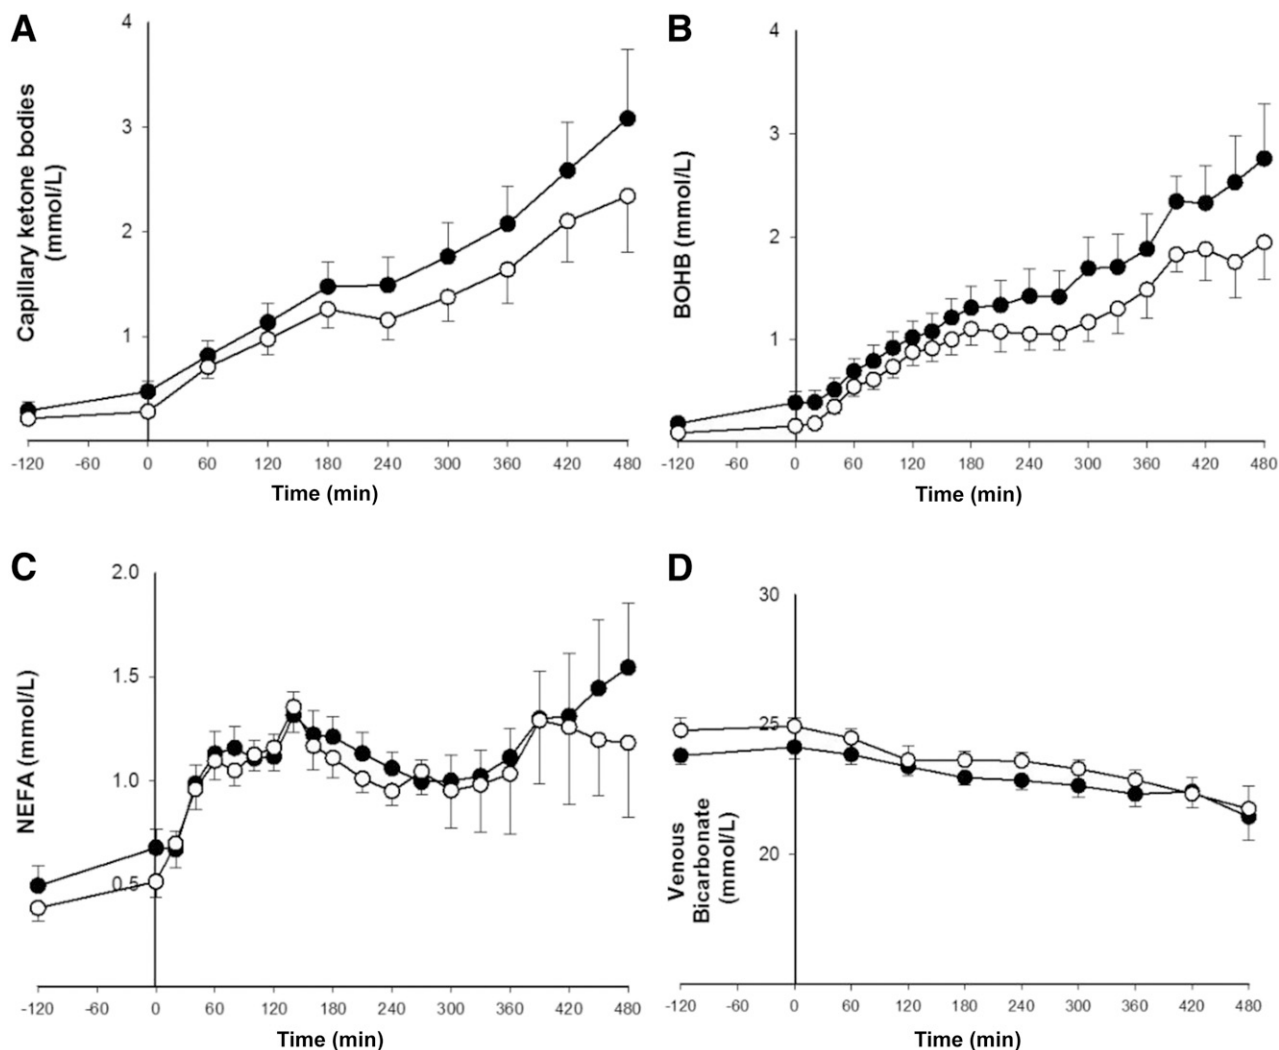 A
B
4
3
2
1
Capillary ketone bodies
(mmol/L)
-120 -60 0 60 120 180 240 300 360 420 480
Time (min)
4
3
2
1
BOHB (mmol/L)
-120 -60 0 60 120 180 240 300 360 420 480
Time (min)
C
D
2.0
1.5
1.0
0.5
NEFA (mmol/L)
-120 -60 0 60 120 180 240 300 360 420 480
Time (min)
30
25
20
Venous
Bicarbonate
(mmol/L)
-120 -60 0 60 120 180 240 300 360 420 480
Time (min)